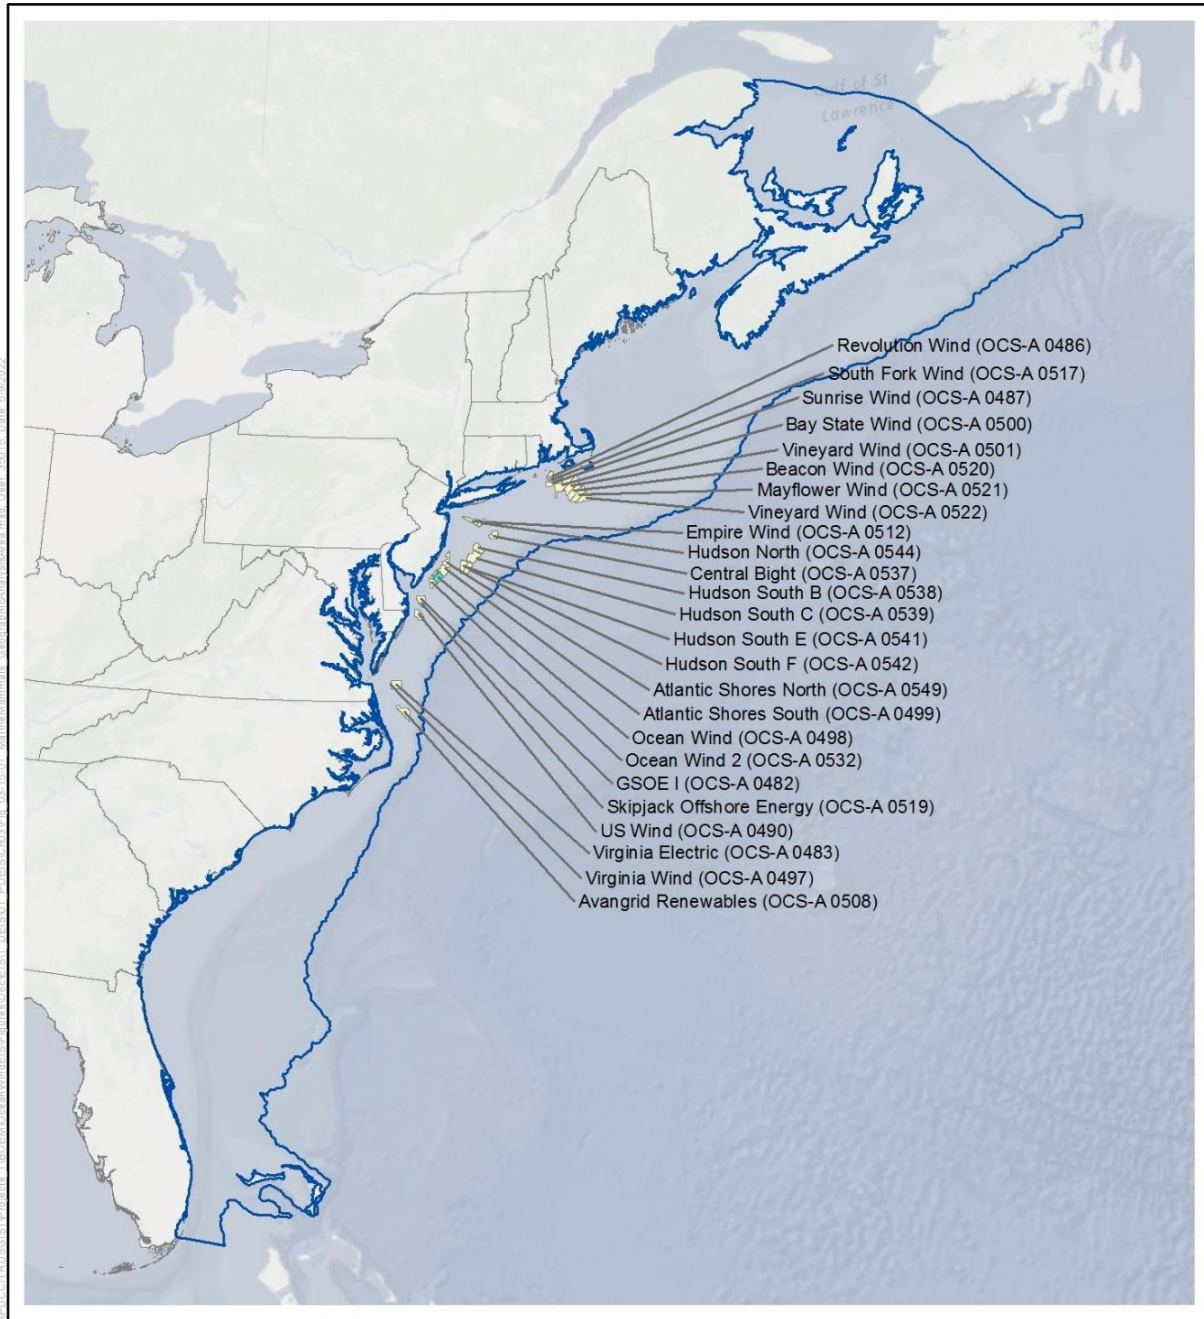 Gulf of St.
Lawrence
Revolution Wind (OCS-A 0486)
South Fork Wind (OCS-A 0517)
Sunrise Wind (OCS-A 0487)
Bay State Wind (OCS-A 0500)
Vineyard Wind (OCS-A 0501)
Beacon Wind (OCS-A 0520)
Mayflower Wind (OCS-A 0521)
Vineyard Wind (OCS-A 0522)
Empire Wind (OCS-A 0512)
Hudson North (OCS-A 0544)
Central Bight (OCS-A 0537)
Hudson South B (OCS-A 0538)
Hudson South C (OCS-A 0539)
Hudson South E (OCS-A 0541)
Hudson South F (OCS-A 0542)
Atlantic Shores North (OCS-A 0549)
Atlantic Shores South (OCS-A 0499)
Ocean Wind (OCS-A 0498)
Ocean Wind 2 (OCS-A 0532)
GSOE I (OCS-A 0482)
Skipjack Offshore Energy (OCS-A 0519)
US Wind (OCS-A 0490)
Virginia Electric (OCS-A 0483)
Virginia Wind (OCS-A 0497)
Avangrid Renewables (OCS-A 0508)